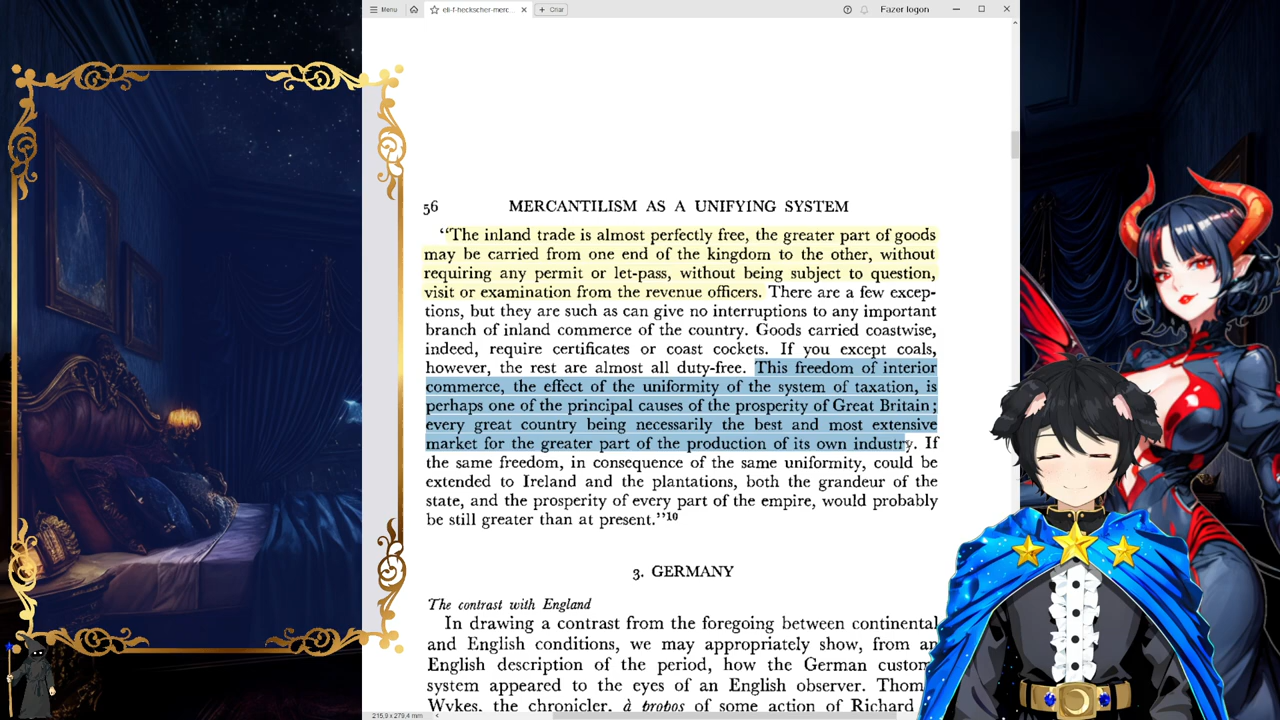 Menu
eli-f-heckscher-merc...
Criar
Fazer logon
56 MERCANTILISM AS A UNIFYING SYSTEM
“The inland trade is almost perfectly free, the greater part of goods
may be carried from one end of the kingdom to the other, without
requiring any permit or let-pass, without being subject to question,
visit or examination from the revenue officers. There are a few excep-
tions, but they are such as can give no interruptions to any important
branch of inland commerce of the country. Goods carried coastwise,
indeed, require certificates or coast cockets. If you except coals,
however, the rest are almost all duty-free. This freedom of interior
commerce, the effect of the uniformity of the system of taxation, is
perhaps one of the principal causes of the prosperity of Great Britain;
every great country being necessarily the best and most extensive
market for the greater part of the production of its own industry. If
the same freedom, in consequence of the same uniformity, could be
extended to Ireland and the plantations, both the grandeur of the
state, and the prosperity of every part of the empire, would probably
be still greater than at present.”10
3. GERMANY
The contrast with England
In drawing a contrast from the foregoing between continental
and English conditions, we may appropriately show, from an
English description of the period, how the German custom
system appeared to the eyes of an English observer. Thom
Wykes, the chronicler, à propos of some action of Richard
215,9 x 279,4 mm